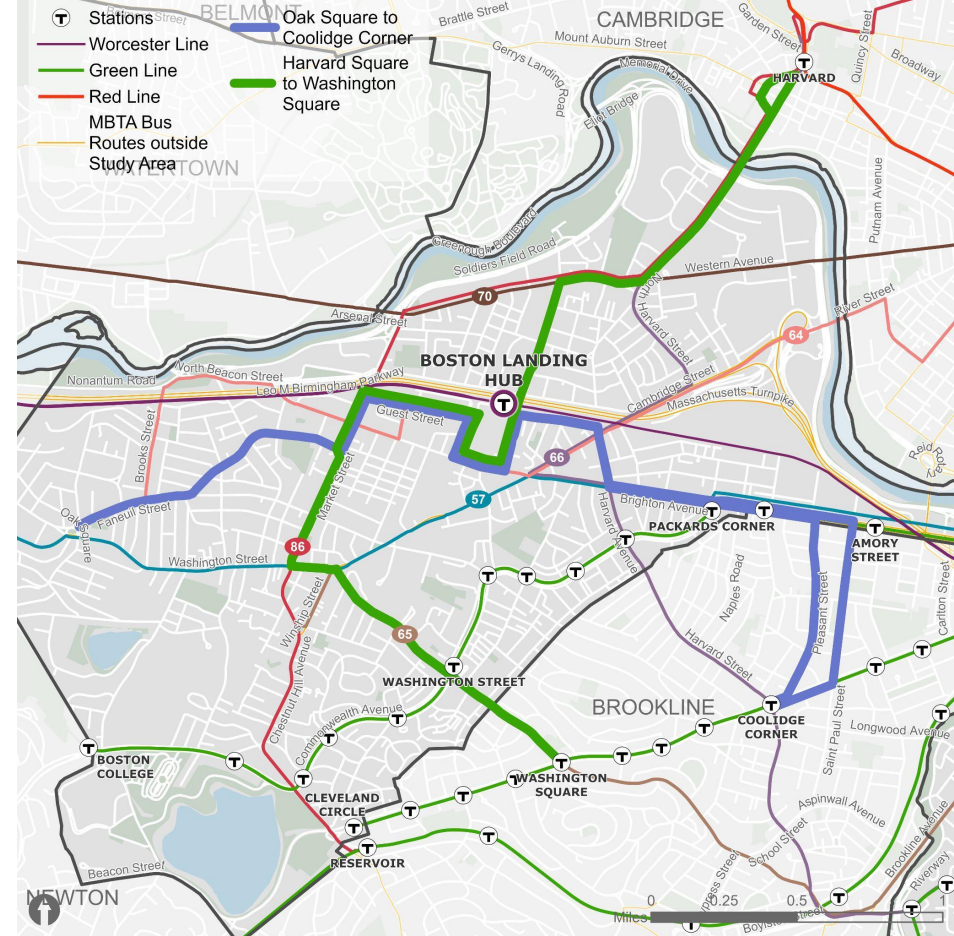 BELMONT
Stations
Worcester Line
Green Line
Red Line
MBTA Bus
Routes outside
Study Area
Oak Square to
Coolidge Corner
Harvard Square
to Washington
Square
WATERTOWN
Brattle Street
CAMBRIDGE
Mount Auburn Street
Garden Street
Quincy Street
Broadway
Gerrys Landing
Road
Memorial Drive
Eliot Bridge
HARVARD
Putnam Avenue
Greenough Boulevard
Soldiers Field Road
Western Avenue
North Harvard Street
River Street
70
Arsenal Street
64
BOSTON LANDING
HUB
North Beacon Street
Nonantum Road
Leo M Birmingham Parkway
Cambridge Street
Massachusetts Turnpike
Guest Street
Brooks Street
Market Street
66
57
Faneuil Street
Oak
Square
Brighton Avenue
PACKARDS CORNER
Harvard Avenue
AMORY
STREET
Washington Street
86
Winship Street
Naples Road
Pleasant Street
Carlton Street
65
Harvard Street
WASHINGTON STREET
Chestnut Hill Avenue
Commonwealth Avenue
BROOKLINE
COOLIDGE
CORNER
Saint Paul Street
Longwood Avenue
BOSTON
COLLEGE
WASHINGTON
SQUARE
CLEVELAND
CIRCLE
RESERVOIR
Aspinwall Avenue
School Street
Brookline Avenue
Riverway
Beacon Street
NEWTON
Miles
0
0.25
0.5
1